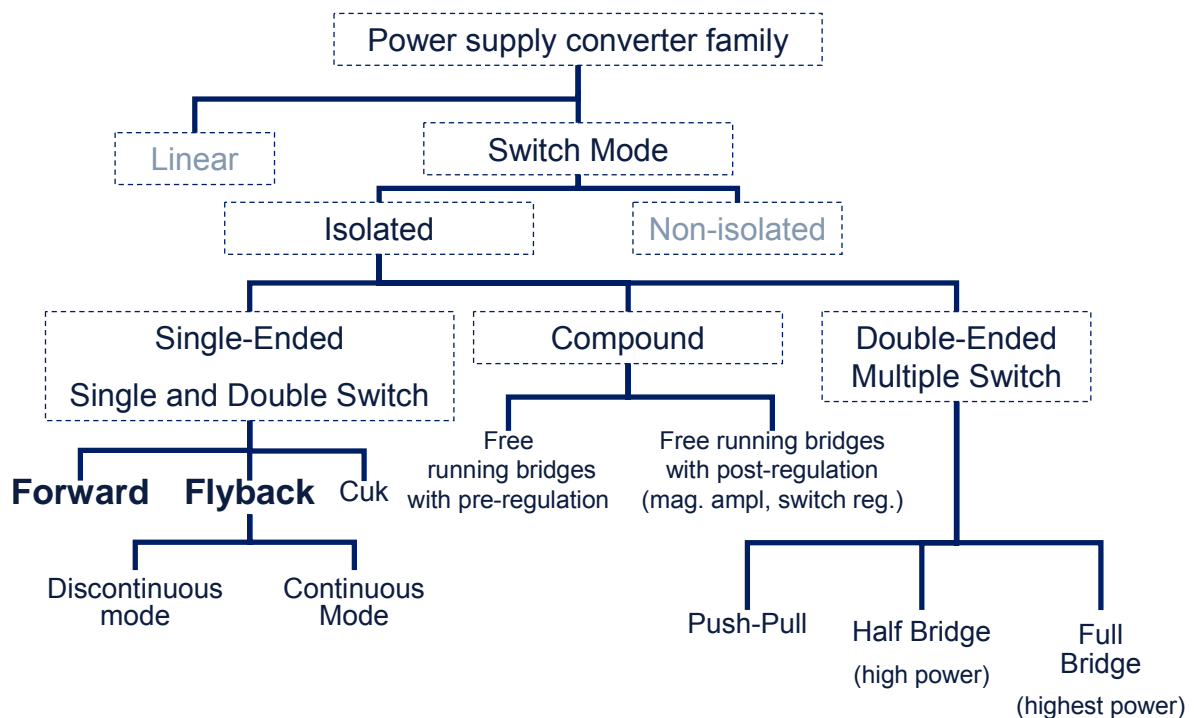 Power supply converter family
Linear
Switch Mode
Isolated
Non-isolated
Single-Ended
Single and Double Switch
Compound
Double-Ended
Multiple Switch
Forward
Flyback
Cuk
Free
running bridges
with pre-regulation
Free running bridges
with post-regulation
(mag. ampl, switch reg.)
Discontinuous
mode
Continuous
Mode
Push-Pull
Half Bridge
(high power)
Full
Bridge
(highest power)